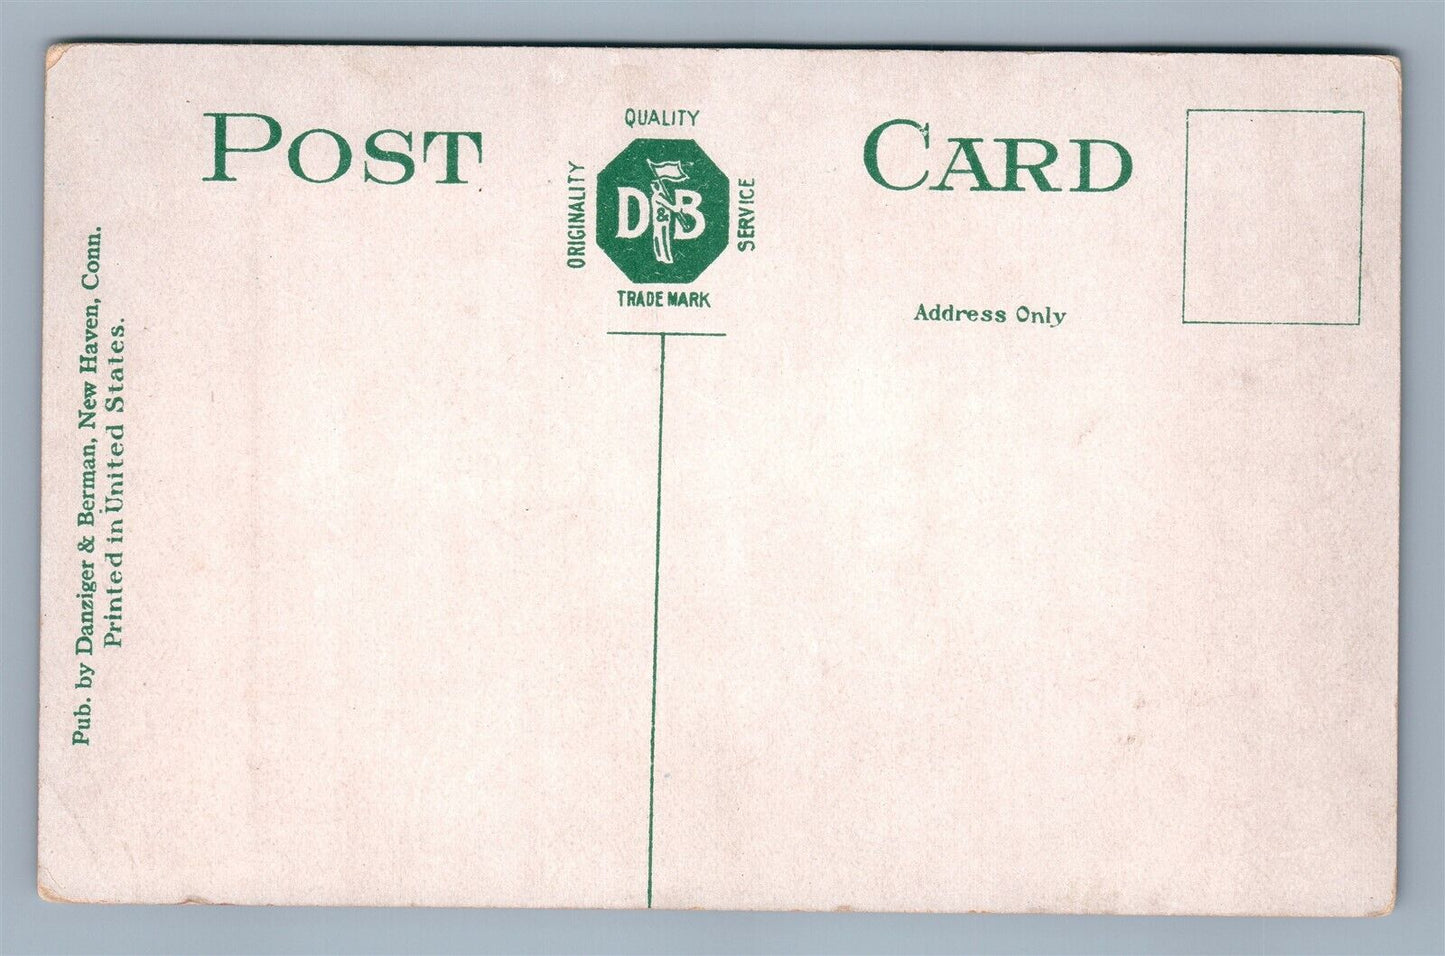 POST CARD
QUALITY
ORIGINALITY
D&B
SERVICE
TRADE MARK
Address Only
Pub. by Danziger & Berman, New Haven, Conn.
Printed in United States.